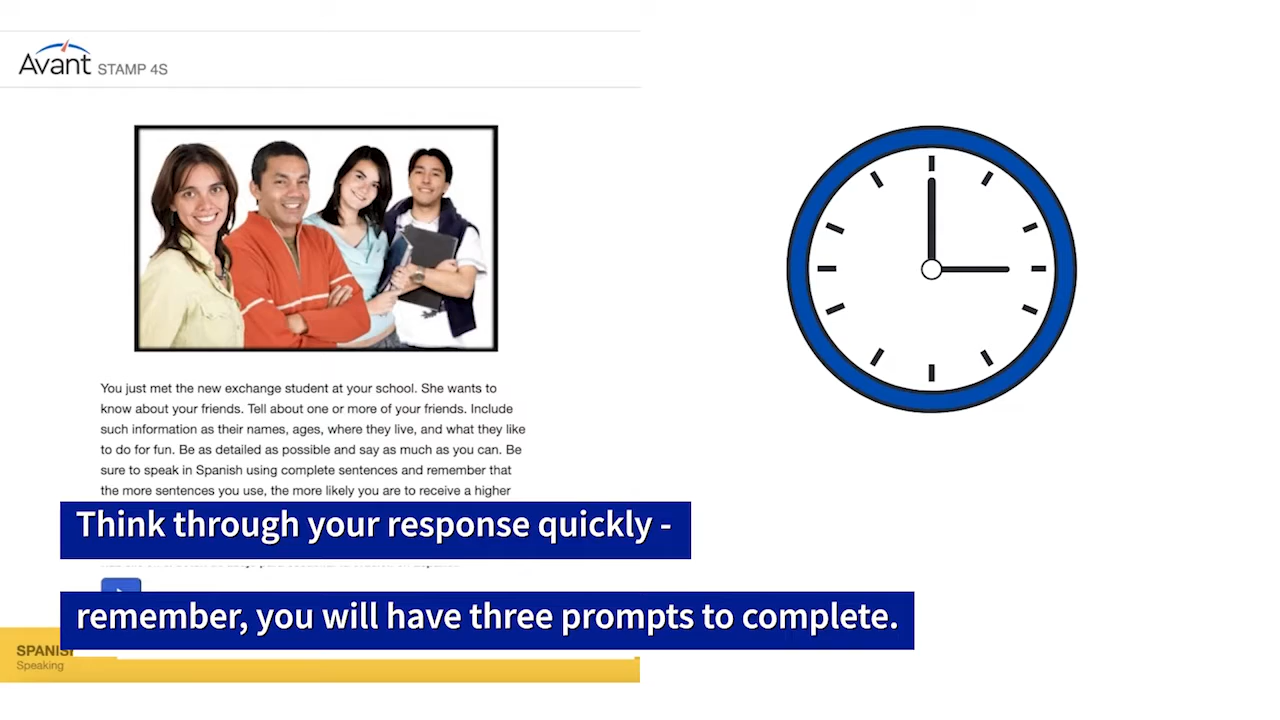 Avant STAMP 4S
You just met the new exchange student at your school. She wants to
know about your friends. Tell about one or more of your friends. Include
such information as their names, ages, where they live, and what they like
to do for fun. Be as detailed as possible and say as much as you can. Be
sure to speak in Spanish using complete sentences and remember that
the more sentences you use, the more likely you are to receive a higher
Think through your response quickly -
remember, you will have three prompts to complete.
Speaking